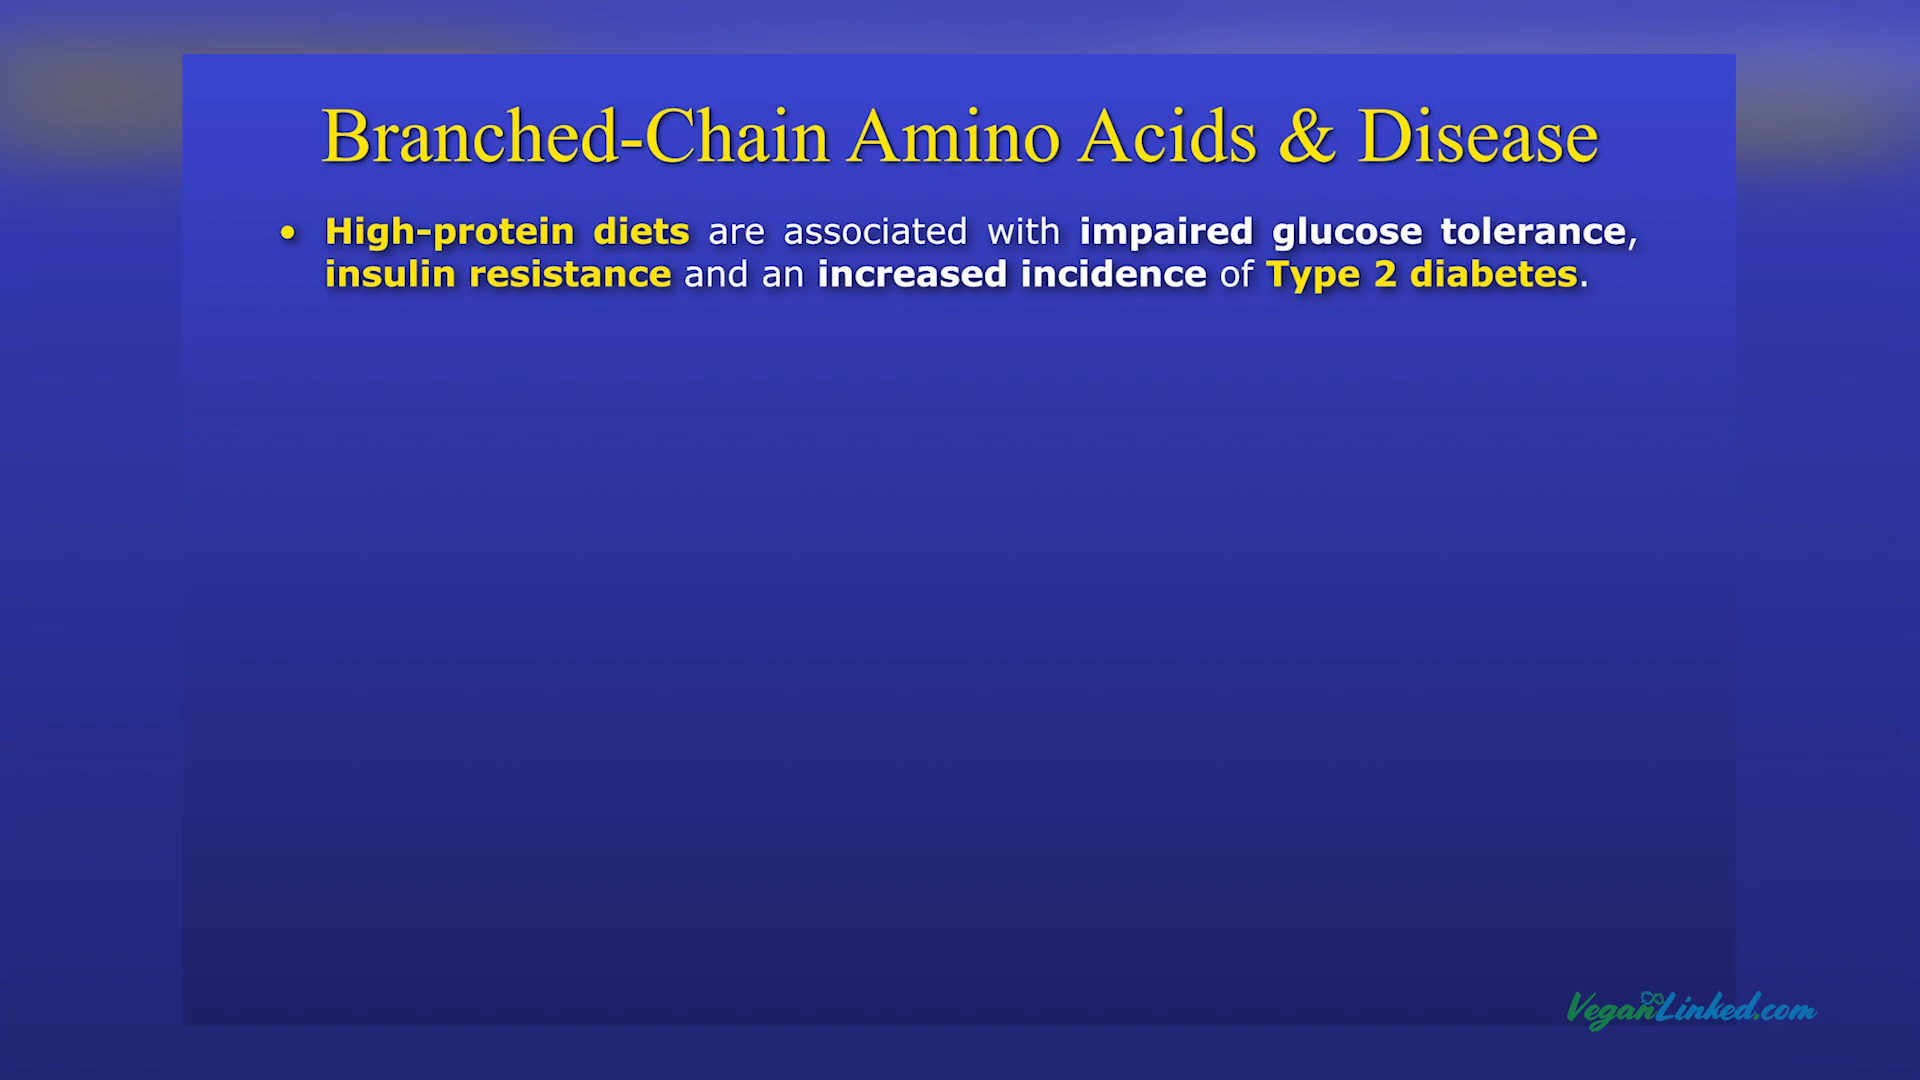 Branched-Chain Amino Acids & Disease
• High-protein diets are associated with impaired glucose tolerance,
insulin resistance and an increased incidence of Type 2 diabetes.
VeganLinked.com